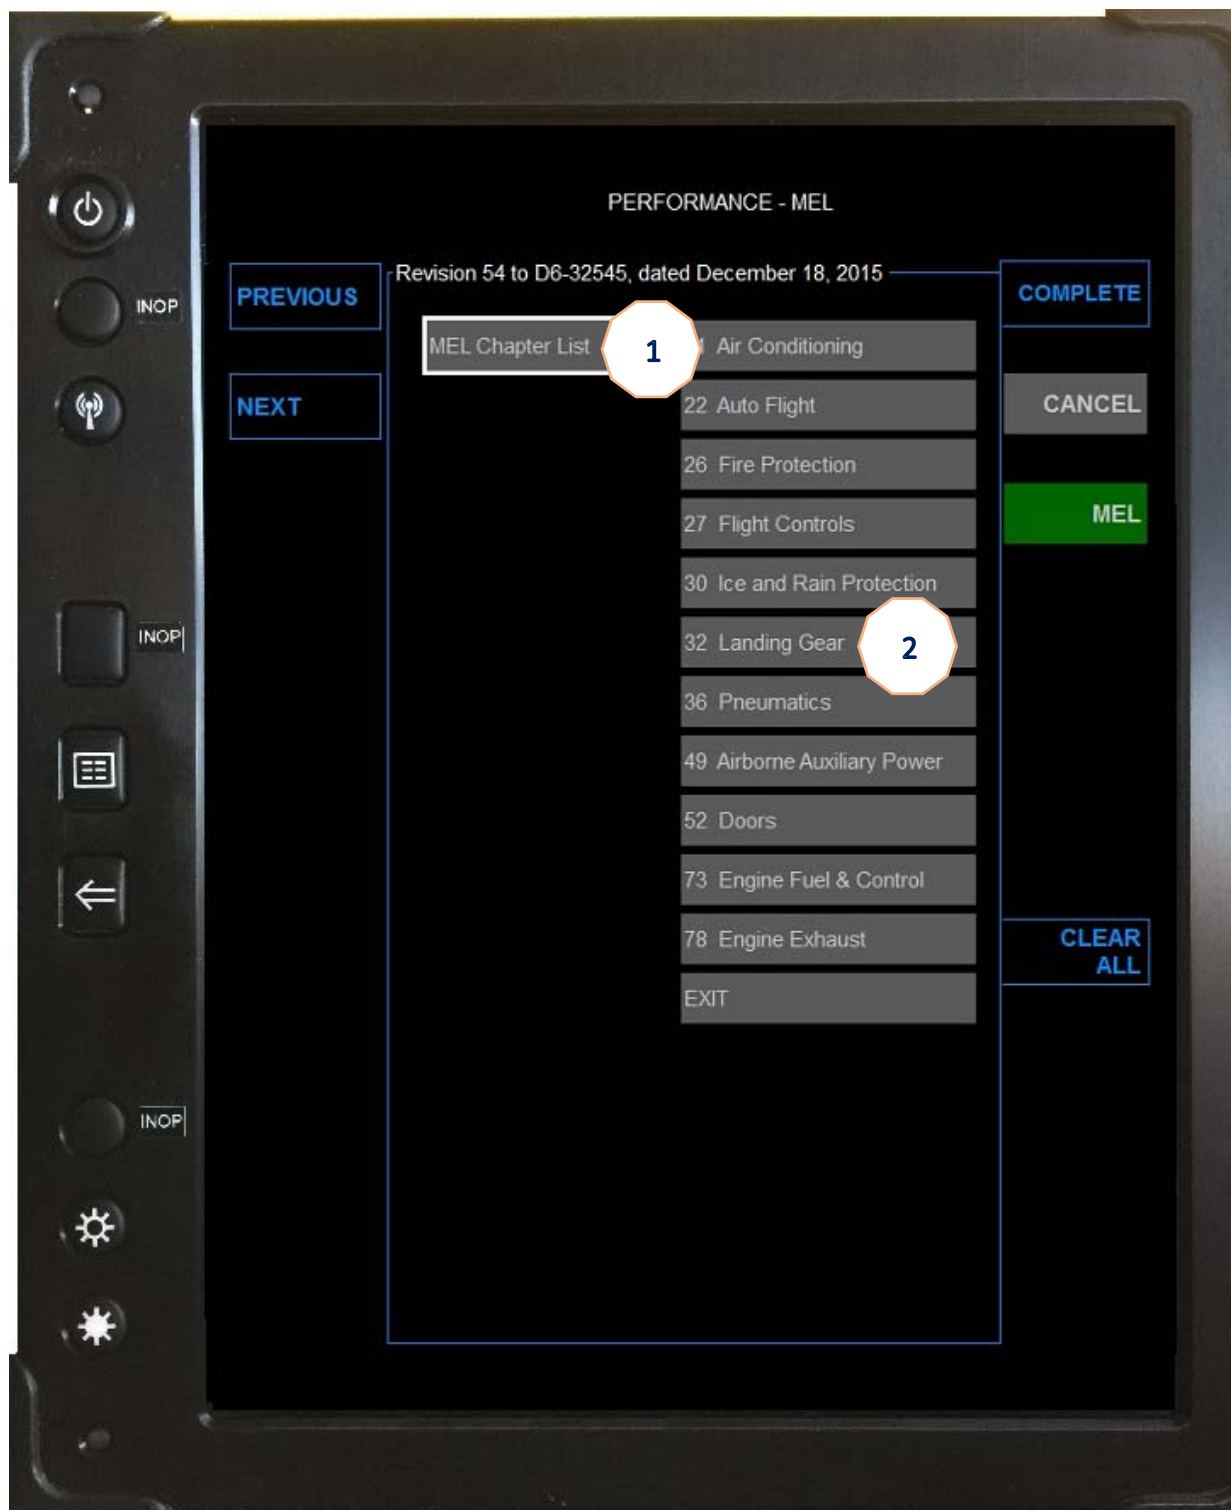 PERFORMANCE - MEL
Revision 54 to D6-32545, dated December 18, 2015
PREVIOUS
COMPLETE
INOP
MEL Chapter List
1
Air Conditioning
NEXT
22 Auto Flight
CANCEL
26 Fire Protection
27 Flight Controls
MEL
30 Ice and Rain Protection
INOP
32 Landing Gear
2
36 Pneumatics
49 Airborne Auxiliary Power
52 Doors
73 Engine Fuel & Control
78 Engine Exhaust
CLEAR
ALL
EXIT
INOP